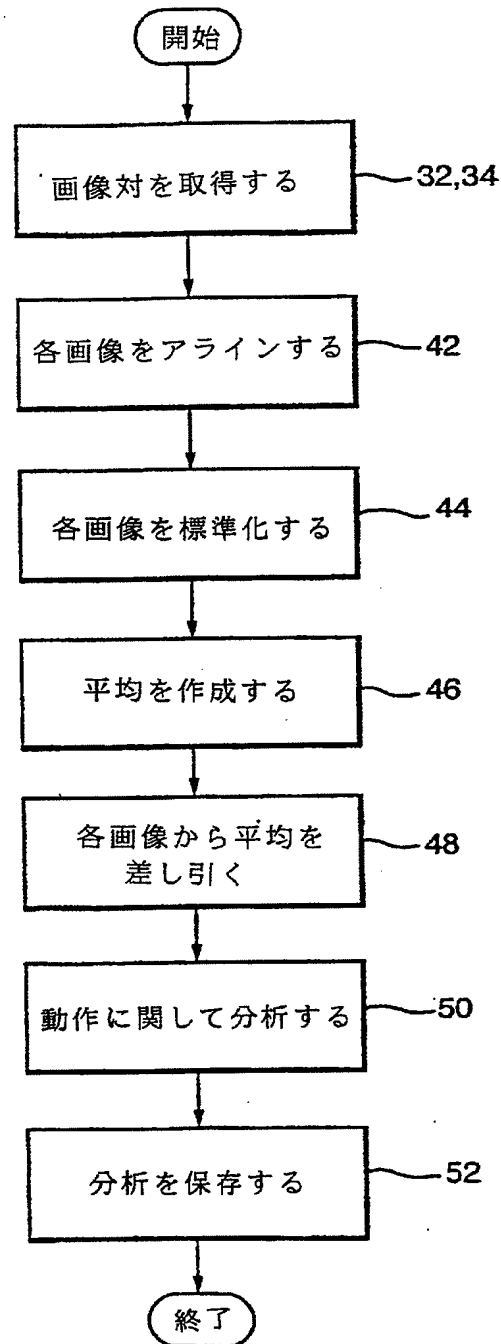 開始
画像対を取得する
32,34
各画像をアラインする
42
各画像を標準化する
44
平均を作成する
46
各画像から平均を
差し引く
48
動作に関して分析する
50
分析を保存する
52
終了